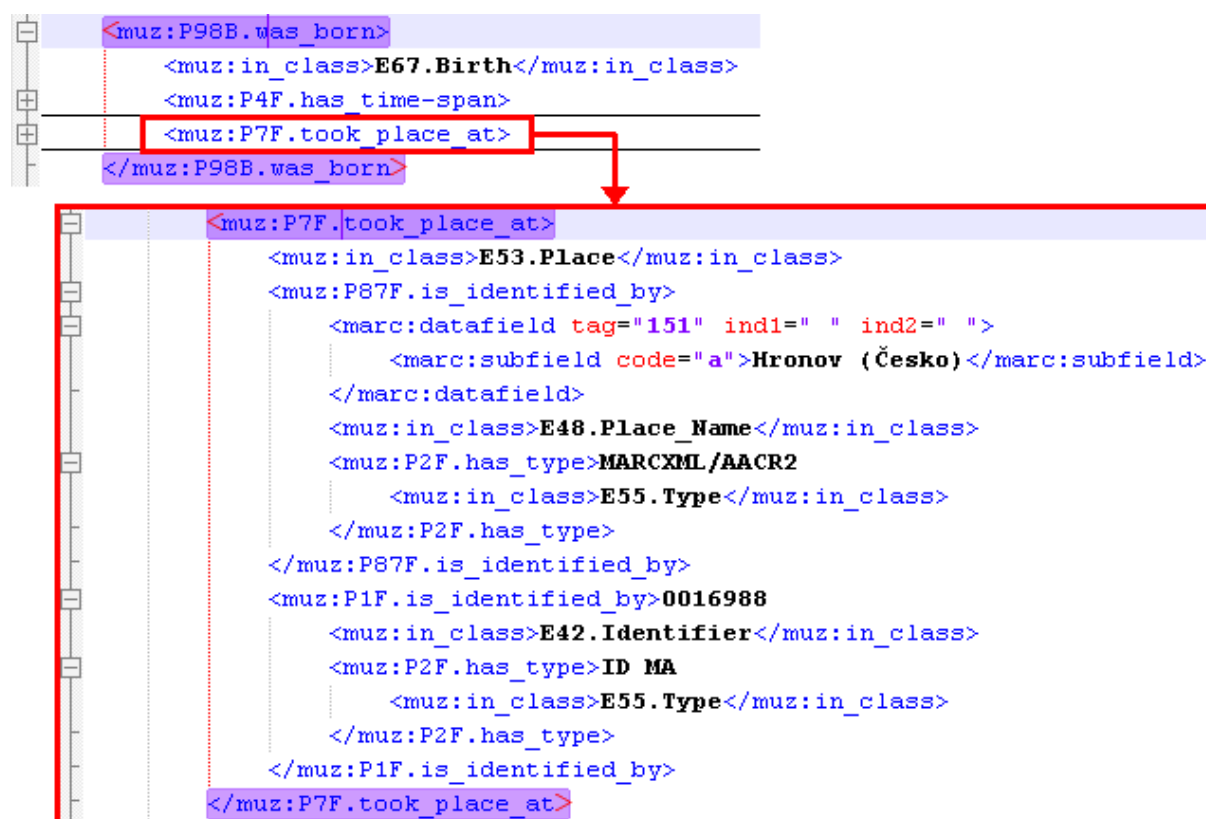 <muz:P98B.was_born>
<muz:in_class>E67.Birth</muz:in_class>
<muz:P4F.has_time-span>
<muz:P7F.took_place_at>
</muz:P98B.was_born>
<muz:P7F.took_place_at>
<muz:in_class>E53.Place</muz:in_class>
<muz:P87F.is_identified_by>
<marc:datafield tag="151" ind1=" " ind2=" ">
<marc:subfield code="a">Hronov (Česko)</marc:subfield>
</marc:datafield>
<muz:in_class>E48.Place_Name</muz:in_class>
<muz:P2F.has_type>MARCXML/AACR2
<muz:in_class>E55.Type</muz:in_class>
</muz:P2F.has_type>
</muz:P87F.is_identified_by>
<muz:P1F.is_identified_by>0016988
<muz:in_class>E42.Identifier</muz:in_class>
<muz:P2F.has_type>ID MA
<muz:in_class>E55.Type</muz:in_class>
</muz:P2F.has_type>
</muz:P1F.is_identified_by>
</muz:P7F.took_place_at>